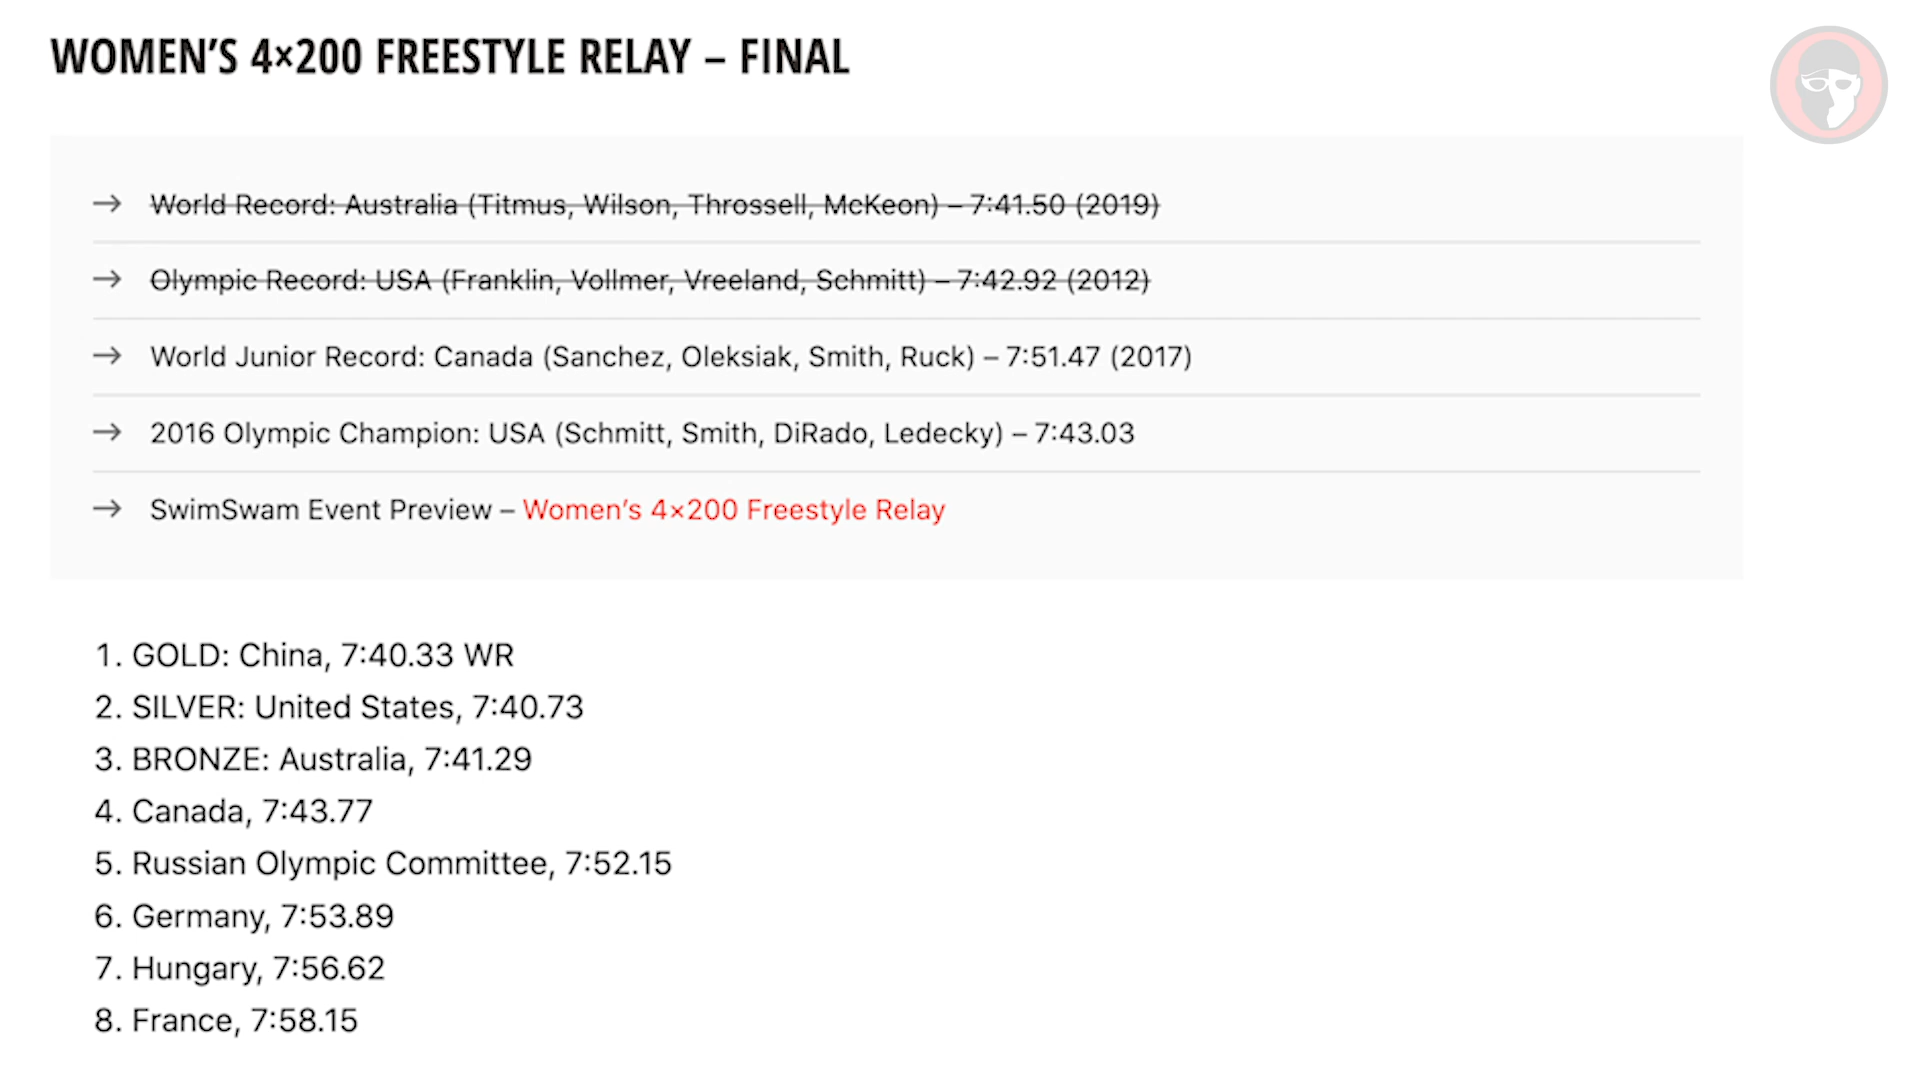 WOMEN’S 4×200 FREESTYLE RELAY – FINAL
→ World Record: Australia (Titmus, Wilson, Throssell, McKeon) – 7:41.50 (2019)
→ Olympic Record: USA (Franklin, Vollmer, Vreeland, Schmitt) – 7:42.92 (2012)
→ World Junior Record: Canada (Sanchez, Oleksiak, Smith, Ruck) – 7:51.47 (2017)
→ 2016 Olympic Champion: USA (Schmitt, Smith, DiRado, Ledecky) – 7:43.03
→ SwimSwam Event Preview – Women’s 4×200 Freestyle Relay
1. GOLD: China, 7:40.33 WR
2. SILVER: United States, 7:40.73
3. BRONZE: Australia, 7:41.29
4. Canada, 7:43.77
5. Russian Olympic Committee, 7:52.15
6. Germany, 7:53.89
7. Hungary, 7:56.62
8. France, 7:58.15